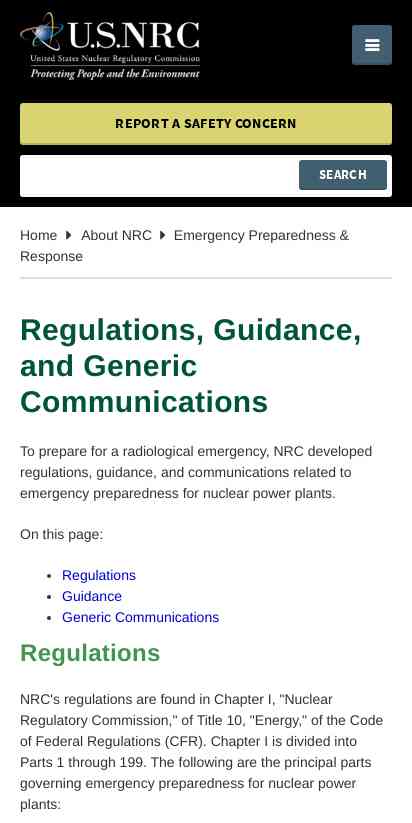 U.S.NRC
United States Nuclear Regulatory Commission
Protecting People and the Environment
REPORT A SAFETY CONCERN
SEARCH
Home About NRC Emergency Preparedness &
Response
Regulations, Guidance,
and Generic
Communications
To prepare for a radiological emergency, NRC developed
regulations, guidance, and communications related to
emergency preparedness for nuclear power plants.
On this page:
Regulations
Guidance
Generic Communications
Regulations
NRC's regulations are found in Chapter I, "Nuclear
Regulatory Commission," of Title 10, "Energy," of the Code
of Federal Regulations (CFR). Chapter I is divided into
Parts 1 through 199. The following are the principal parts
governing emergency preparedness for nuclear power
plants: